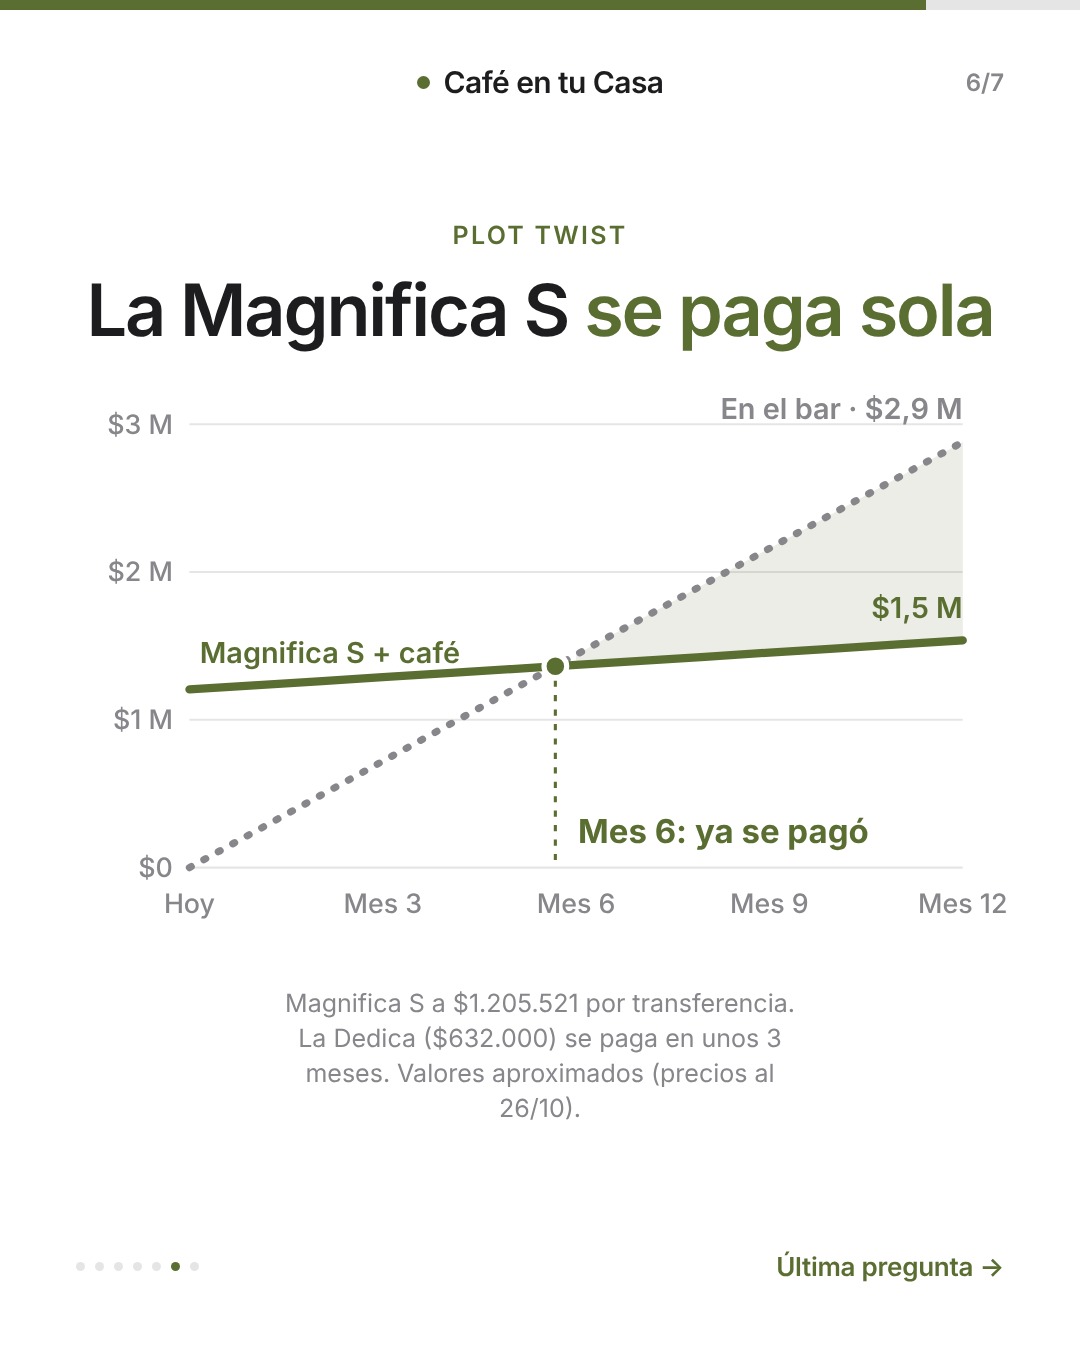 Café en tu Casa
6/7
PLOT TWIST
La Magnifica S se paga sola
En el bar · $2,9 M
$3 M
$2 M
$1,5 M
Magnifica S + café
$1 M
Mes 6: ya se pagó
$0
Hoy Mes 3 Mes 6 Mes 9 Mes 12
Magnifica S a $1.205.521 por transferencia.
La Dedica ($632.000) se paga en unos 3
meses. Valores aproximados (precios al
26/10).
Última pregunta →